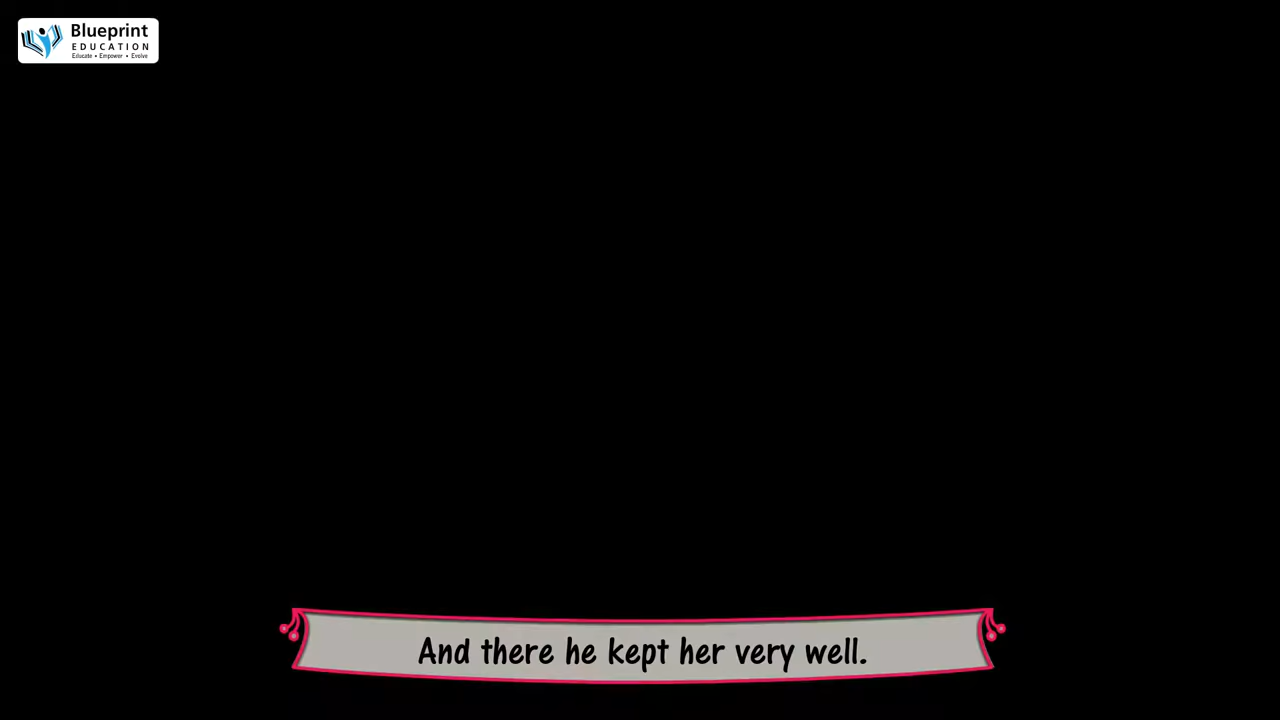 Blueprint
EDUCATION
Educate • Empower • Evolve
And there he kept her very well.